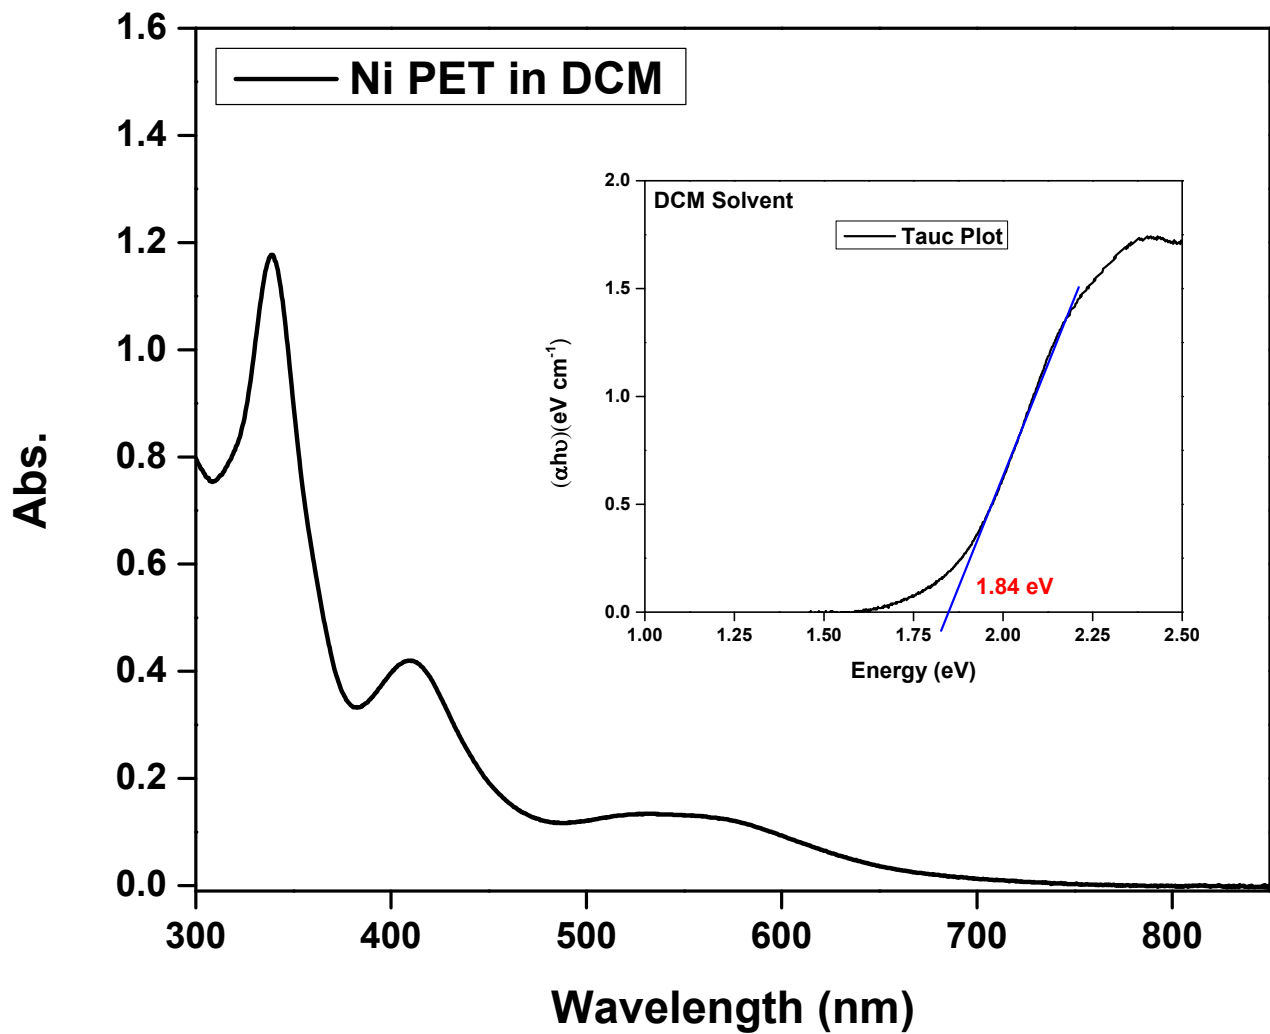 Ni PET in DCM
1.6
1.4
1.2
1.0
0.8
0.6
0.4
0.2
0.0
Abs.
300 400 500 600 700 800
Wavelength (nm)
DCM Solvent
Tauc Plot
2.0
1.5
1.0
0.5
0.0
(αhυ)(eV cm⁻¹)
1.84 eV
1.00 1.25 1.50 1.75 2.00 2.25 2.50
Energy (eV)